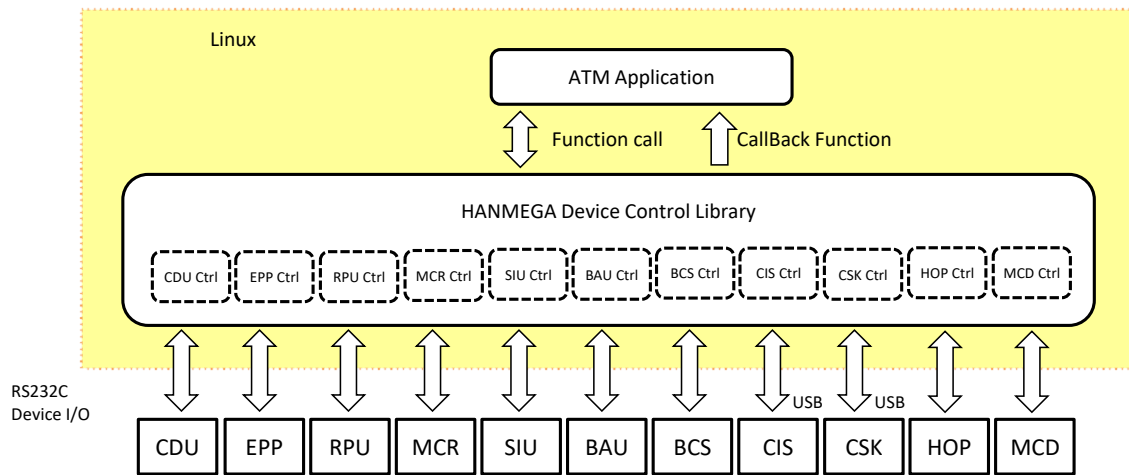 Linux
ATM Application
Function call
CallBack Function
HANMEGA Device Control Library
CDU Ctrl
EPP Ctrl
RPU Ctrl
MCR Ctrl
SIU Ctrl
BAU Ctrl
BCS Ctrl
CIS Ctrl
CSK Ctrl
HOP Ctrl
MCD Ctrl
RS232C
Device I/O
USB
USB
CDU
EPP
RPU
MCR
SIU
BAU
BCS
CIS
CSK
HOP
MCD